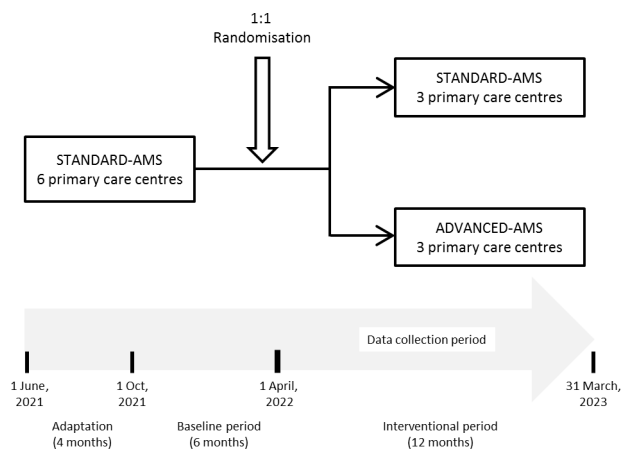 1:1
Randomisation
STANDARD-AMS
3 primary care centres
STANDARD-AMS
6 primary care centres
ADVANCED-AMS
3 primary care centres
Data collection period
1 June,
2021
1 Oct,
2021
1 April,
2022
31 March,
2023
Adaptation
(4 months)
Baseline period
(6 months)
Interventional period
(12 months)